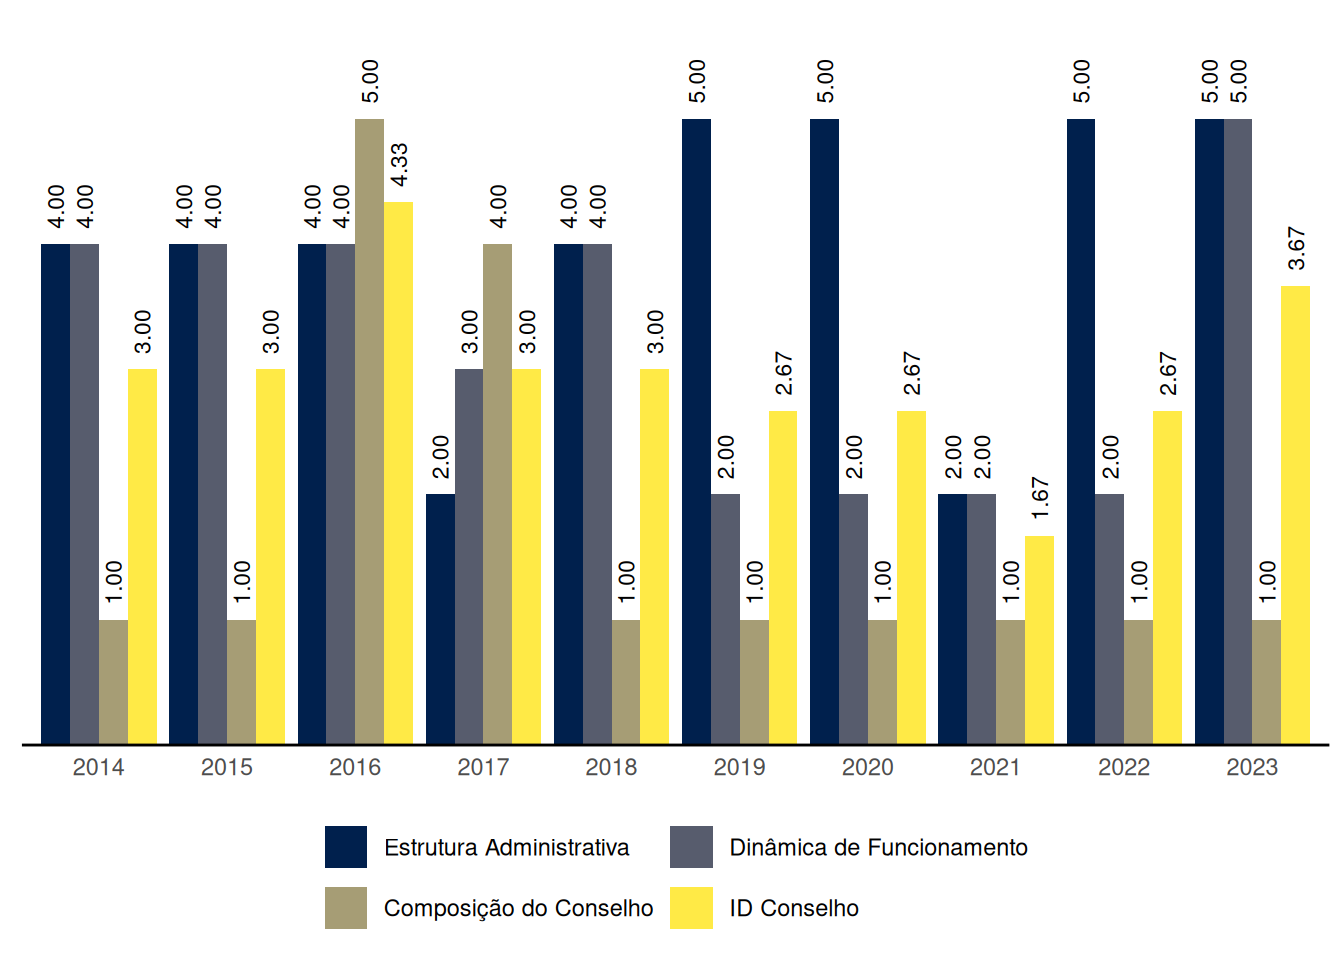 4.00 4.00 1.00 3.00
4.00 4.00 1.00 3.00
4.00 4.00 5.00 4.33
2.00 3.00 4.00 3.00
4.00 4.00 1.00 3.00
5.00 2.00 1.00 2.67
5.00 2.00 1.00 2.67
2.00 2.00 1.00 1.67
5.00 2.00 1.00 2.67
5.00 5.00 1.00 3.67
2014 2015 2016 2017 2018 2019 2020 2021 2022 2023
Estrutura Administrativa Dinâmica de Funcionamento
Composição do Conselho ID Conselho